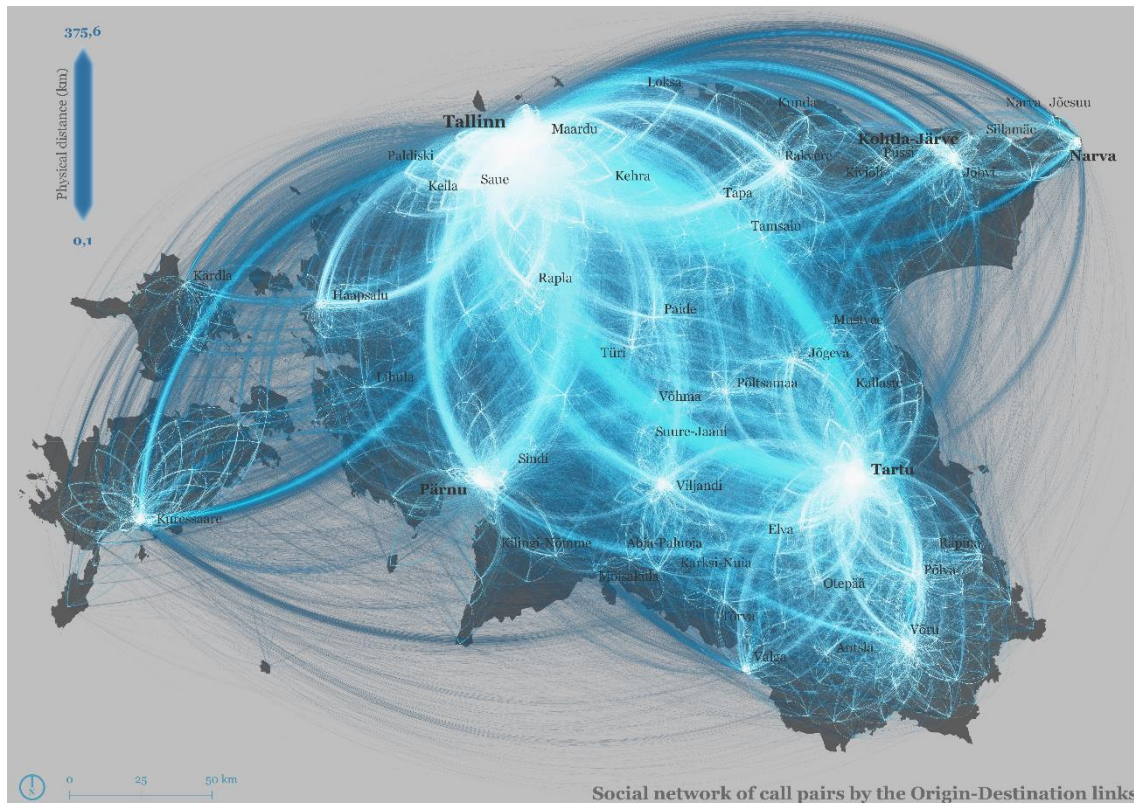 375,6
Physical distance (km)
0,1
Loksa
Kunda
Narva Jõesuu
Tallinn
Maardu
Kohtla-Järve
Sillamäe
Paldiski
Rakvere
Püssi
Narva
Keila
Saue
Kehra
Kiviõli
Jõhvi
Tapa
Tamsalu
Kärdla
Rapla
Haapsalu
Paide
Mustvee
Türi
Jõgeva
Lihula
Võhma
Põltsamaa
Kallaste
Suure-Jaani
Sindi
Tartu
Pärnu
Viljandi
Kuressaare
Elva
Kilingi-Nõmme
Abja-Paluoja
Räpina
Karksi-Nuia
Mõisaküla
Otepää
Põlva
Tõrva
Võru
Valga
Antsla
N
0 25 50 km
Social network of call pairs by the Origin-Destination links